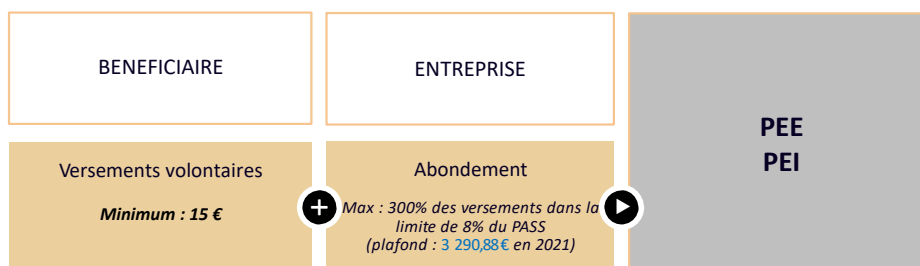 BENEFICIAIRE
ENTREPRISE
PEE
PEI
Versements volontaires
Minimum : 15 €
Abondement
Max : 300% des versements dans la
limite de 8% du PASS
(plafond : 3 290,88€ en 2021)